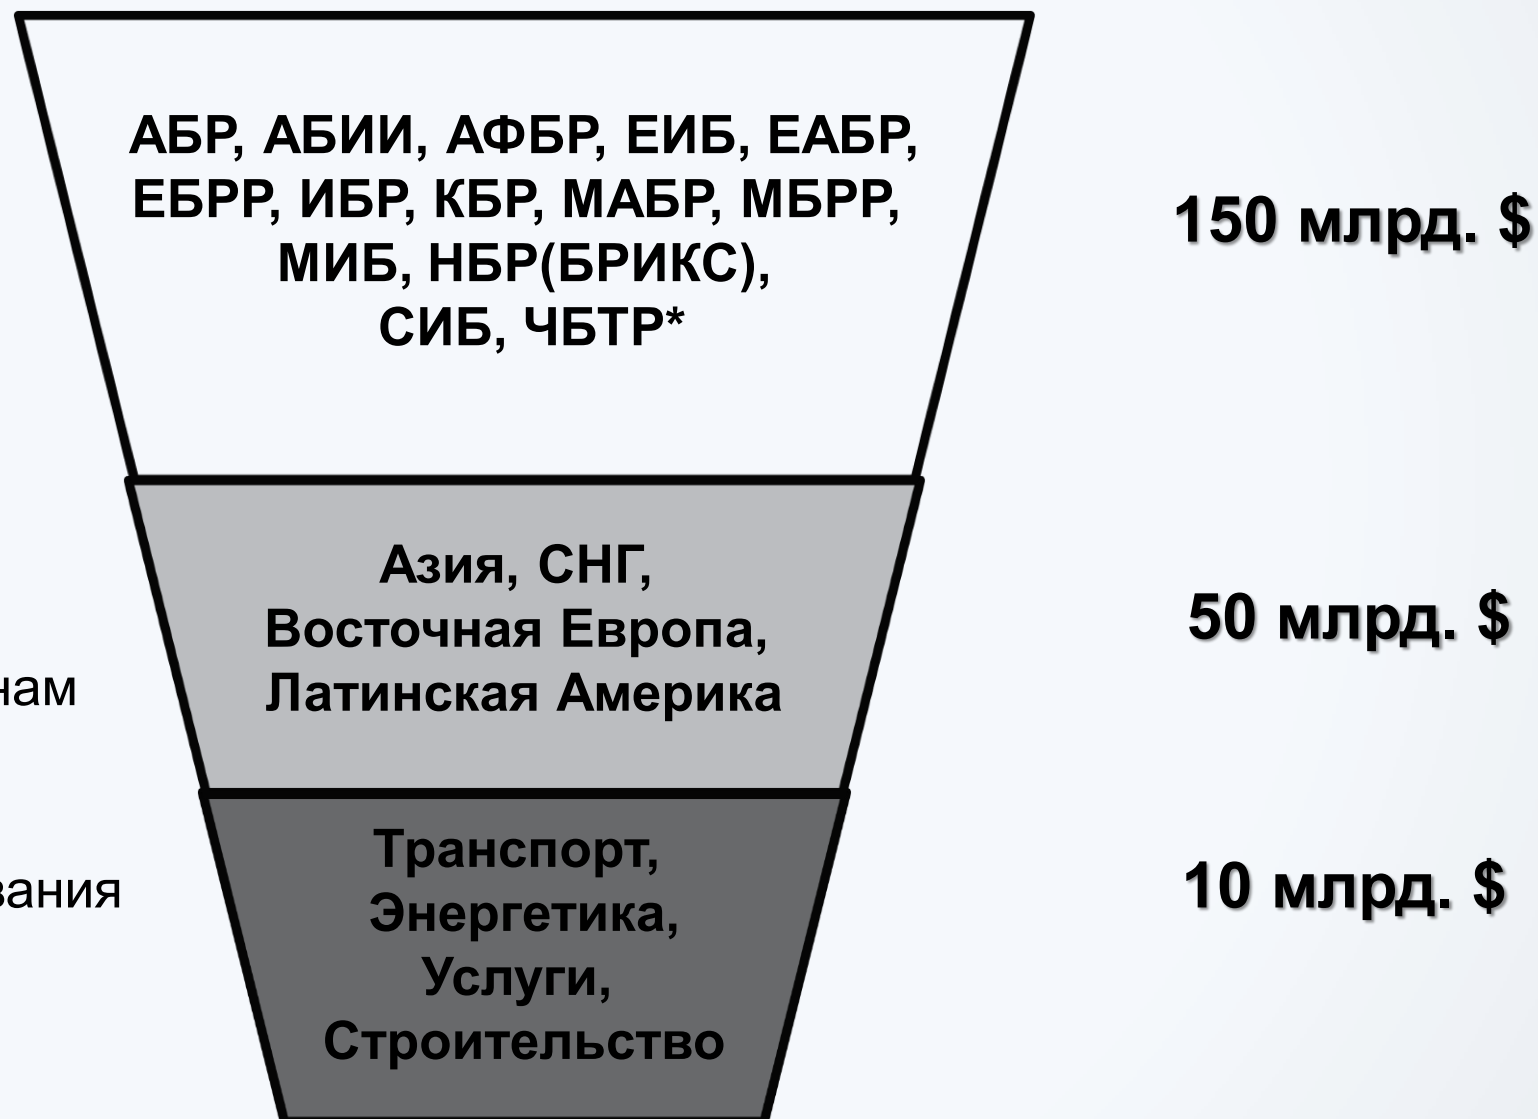 АБР, АБИИ, АФБР, ЕИБ, ЕАБР,
ЕБРР, ИБР, КБР, МАБР, МБРР,
МИБ, НБР(БРИКС),
СИБ, ЧБТР*
150 млрд. $
Азия, СНГ,
Восточная Европа,
Латинская Америка
нам
50 млрд. $
Транспорт,
Энергетика,
Услуги,
Строительство
вания
10 млрд. $